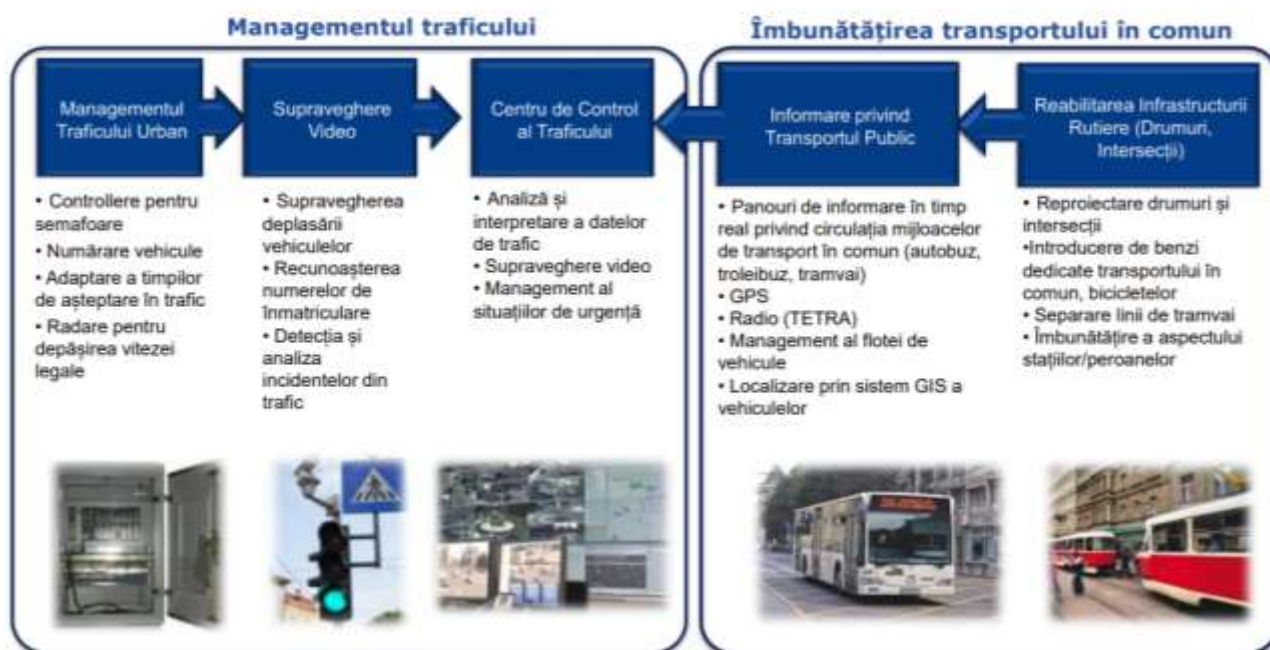 Managementul traficului
Îmbunătățirea transportului în comun
Managementul
Traficului Urban
Supraveghere
Video
Centru de Control
al Traficului
Informare privind
Transportul Public
Reabilitarea Infrastructurii
Rutiere (Drumuri,
Intersecții)
• Controllere pentru
semafoare
• Numărare vehicule
• Adaptare a timpilor
de așteptare în trafic
• Radare pentru
depășirea vitezei
legale
• Supravegherea
deplasării
vehiculelor
• Recunoașterea
numerelor de
înmatriculare
• Detecția și
analiza
incidentelor din
trafic
• Analiză și
interpretare a datelor
de trafic
• Supraveghere video
• Management al
situațiilor de urgență
• Panouri de informare în timp
real privind circulația mijloacelor
de transport în comun (autobuz,
troleibuz, tramvai)
• GPS
• Radio (TETRA)
• Management al flotei de
vehicule
• Localizare prin sistem GIS a
vehiculelor
• Reproiectare drumuri și
intersecții
•Introducere de benzi
dedicate transportului în
comun, bicicletelor
• Separare linii de tramvai
• Îmbunătățire a aspectului
stațiilor/peroanelor